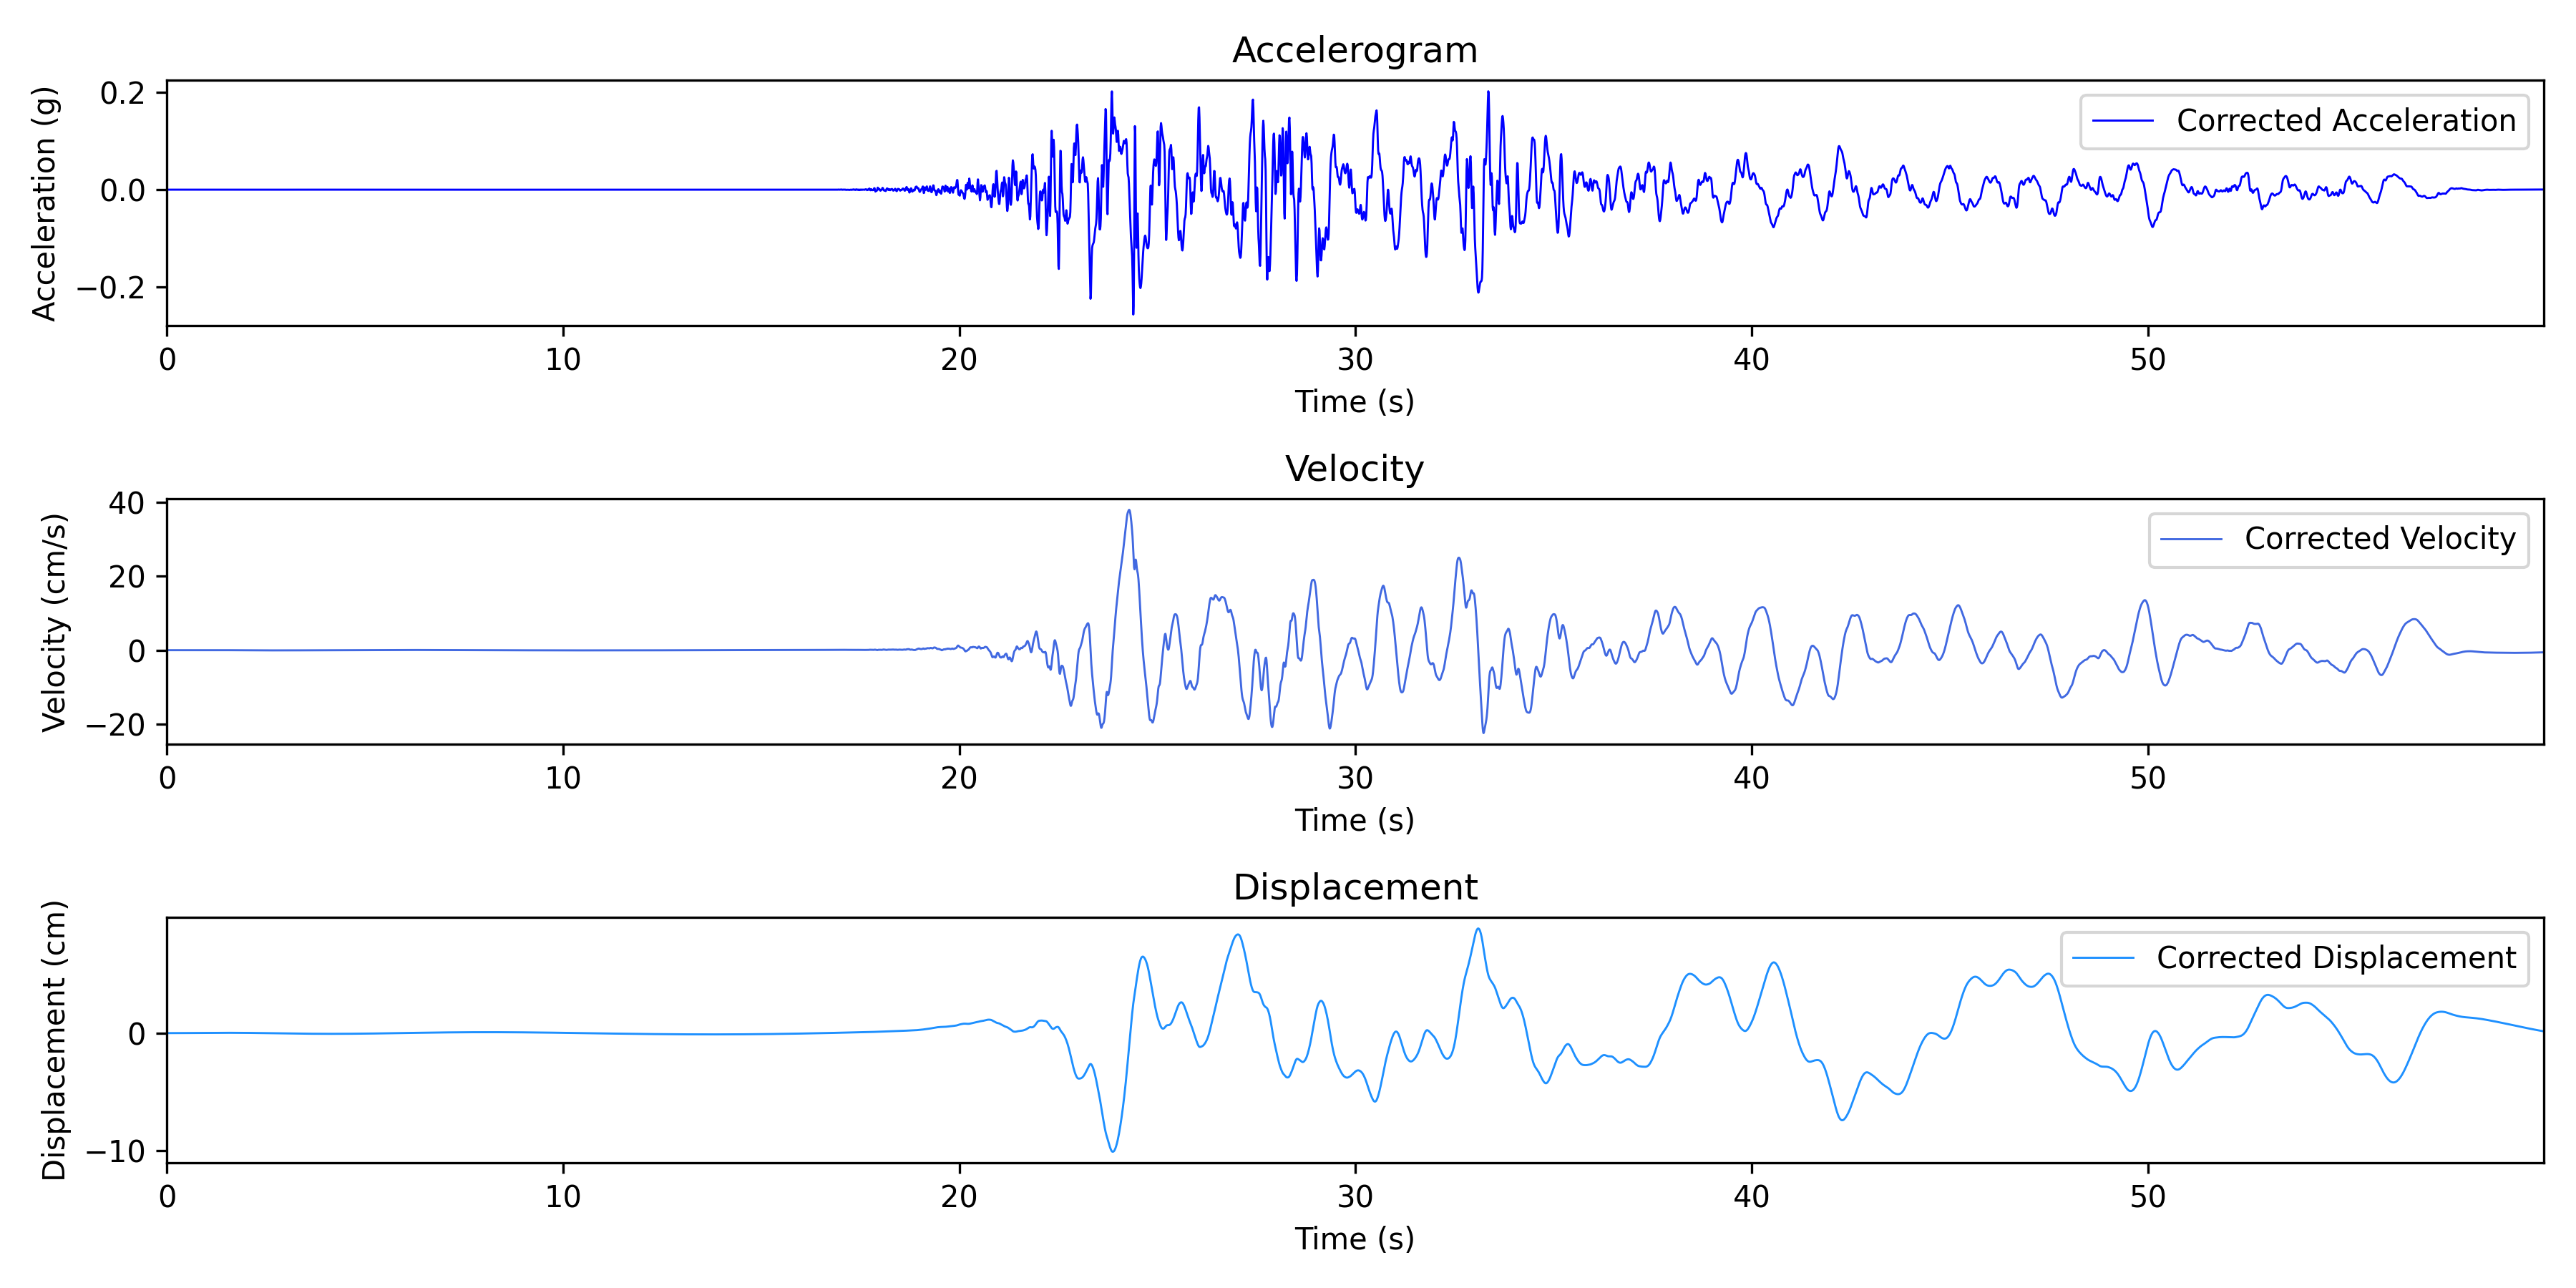 Accelerogram
Acceleration (g)
0.2
0.0
−0.2
Corrected Acceleration
0 10 20 30 40 50
Time (s)
Velocity
Velocity (cm/s)
40
20
0
−20
Corrected Velocity
0 10 20 30 40 50
Time (s)
Displacement
Displacement (cm)
0
−10
Corrected Displacement
0 10 20 30 40 50
Time (s)